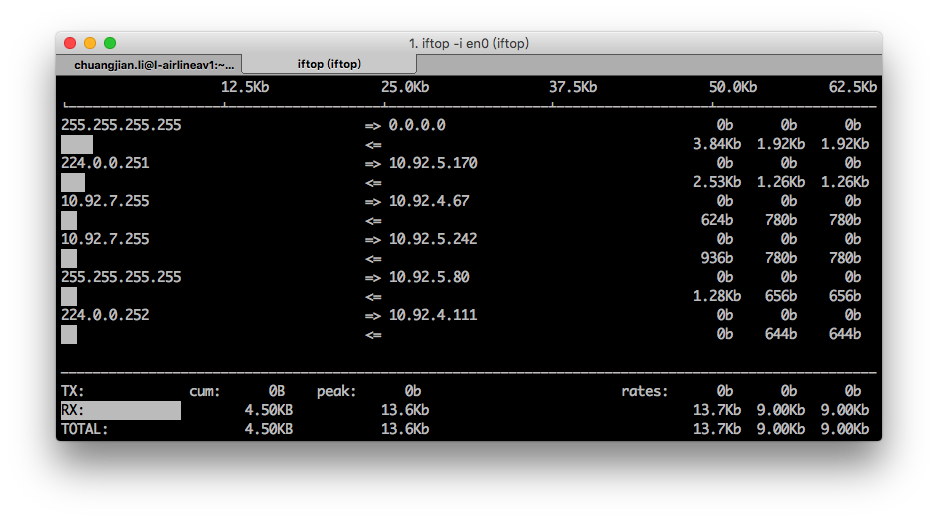 1. iftop -i en0 (iftop)
chuangjian.li@l-airlineav1:~... iftop (iftop)
12.5Kb 25.0Kb 37.5Kb 50.0Kb 62.5Kb
255.255.255.255 => 0.0.0.0 0b 0b 0b
<= 3.84Kb 1.92Kb 1.92Kb
224.0.0.251 => 10.92.5.170 0b 0b 0b
<= 2.53Kb 1.26Kb 1.26Kb
10.92.7.255 => 10.92.4.67 0b 0b 0b
<= 624b 780b 780b
10.92.7.255 => 10.92.5.242 0b 0b 0b
<= 936b 780b 780b
255.255.255.255 => 10.92.5.80 0b 0b 0b
<= 1.28Kb 656b 656b
224.0.0.252 => 10.92.4.111 0b 0b 0b
<= 0b 644b 644b
TX: cum: 0B peak: 0b rates: 0b 0b 0b
RX: 4.50KB 13.6Kb 13.7Kb 9.00Kb 9.00Kb
TOTAL: 4.50KB 13.6Kb 13.7Kb 9.00Kb 9.00Kb